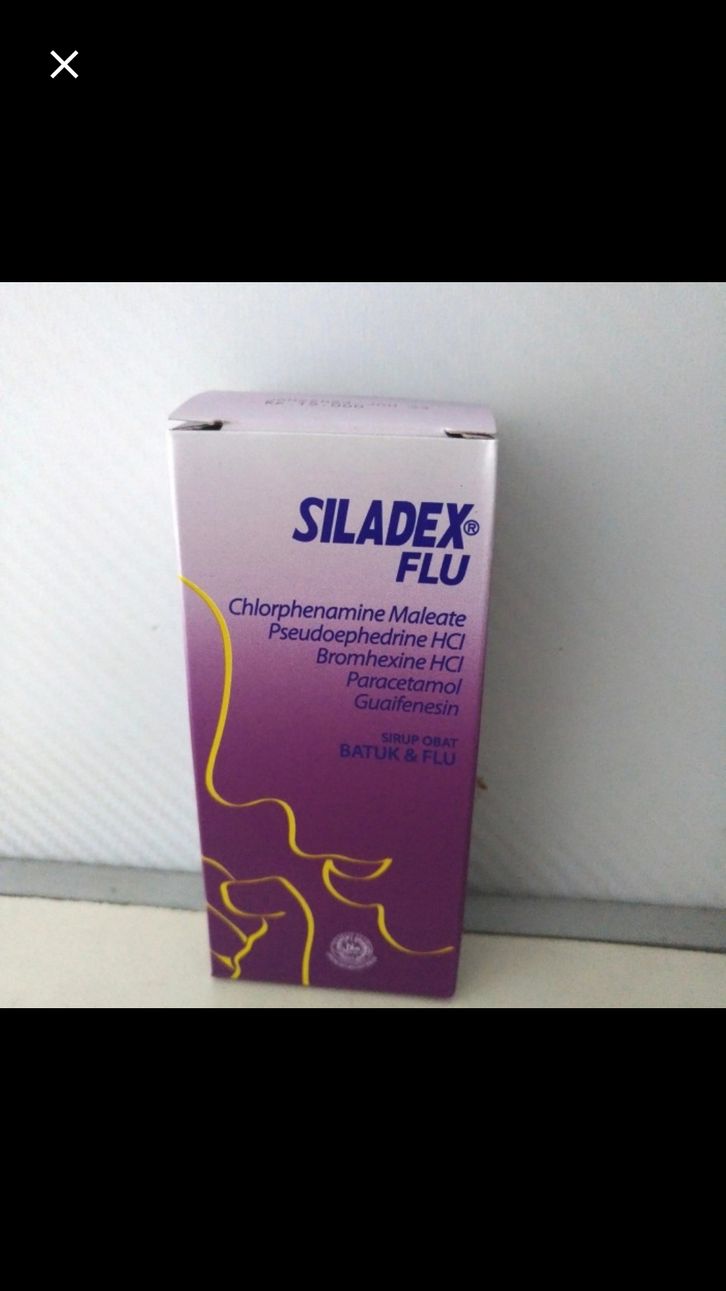 SILADEX®
FLU
Chlorphenamine Maleate
Pseudoephedrine HCl
Bromhexine HCl
Paracetamol
Guaifenesin
SIRUP OBAT
BATUK & FLU